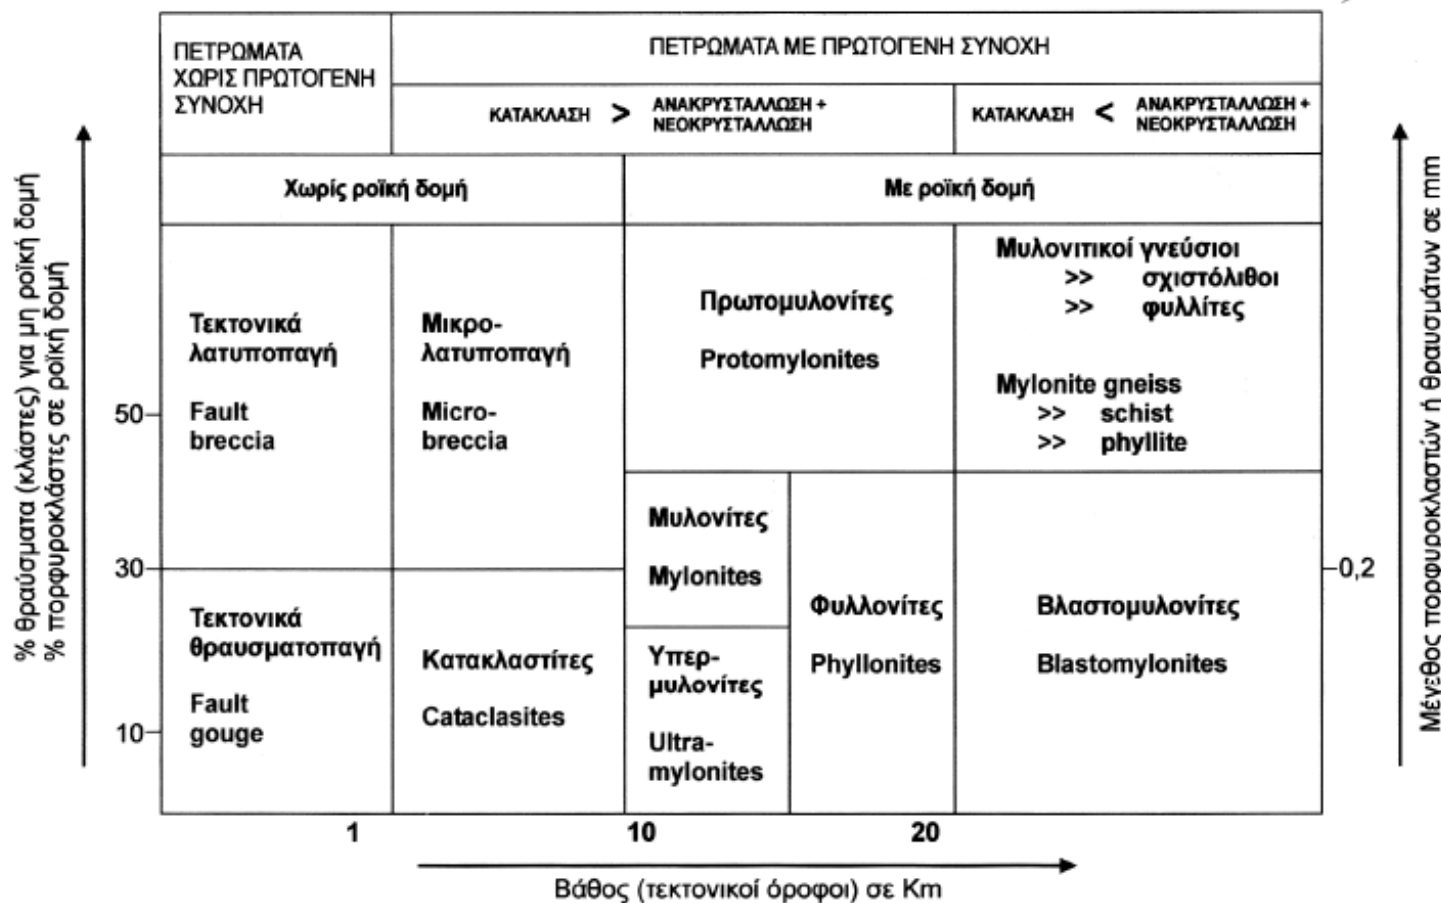 ΠΕΤΡΩΜΑΤΑ
ΧΩΡΙΣ ΠΡΩΤΟΓΕΝΗ
ΣΥΝΟΧΗ
ΠΕΤΡΩΜΑΤΑ ΜΕ ΠΡΩΤΟΓΕΝΗ ΣΥΝΟΧΗ
ΚΑΤΑΚΛΑΣΗ > ΑΝΑΚΡΥΣΤΑΛΛΩΣΗ +
ΝΕΟΚΡΥΣΤΑΛΛΩΣΗ
ΚΑΤΑΚΛΑΣΗ < ΑΝΑΚΡΥΣΤΑΛΛΩΣΗ +
ΝΕΟΚΡΥΣΤΑΛΛΩΣΗ
Χωρίς ροϊκή δομή
Με ροϊκή δομή
% θραύσματα (κλάστες) για μη ροϊκή δομή
% πορφυροκλάστες σε ροϊκή δομή
50
30
10
Τεκτονικά
λατυποπαγή
Fault
breccia
Μικρο-
λατυποπαγή
Micro-
breccia
Πρωτομυλονίτες
Protomylonites
Μυλονιτικοί γνεύσιοι
>> σχιστόλιθοι
>> φυλλίτες
Mylonite gneiss
>> schist
>> phyllite
Τεκτονικά
θραυσματοπαγή
Fault
gouge
Κατακλαστίτες
Cataclasites
Μυλονίτες
Mylonites
Υπερ-
μυλονίτες
Ultra-
mylonites
Φυλλονίτες
Phyllonites
Βλαστομυλονίτες
Blastomylonites
0,2
Μέγεθος πορφυροκλαστών ή θραυσμάτων σε mm
1 10 20
Βάθος (τεκτονικοί όροφοι) σε Km